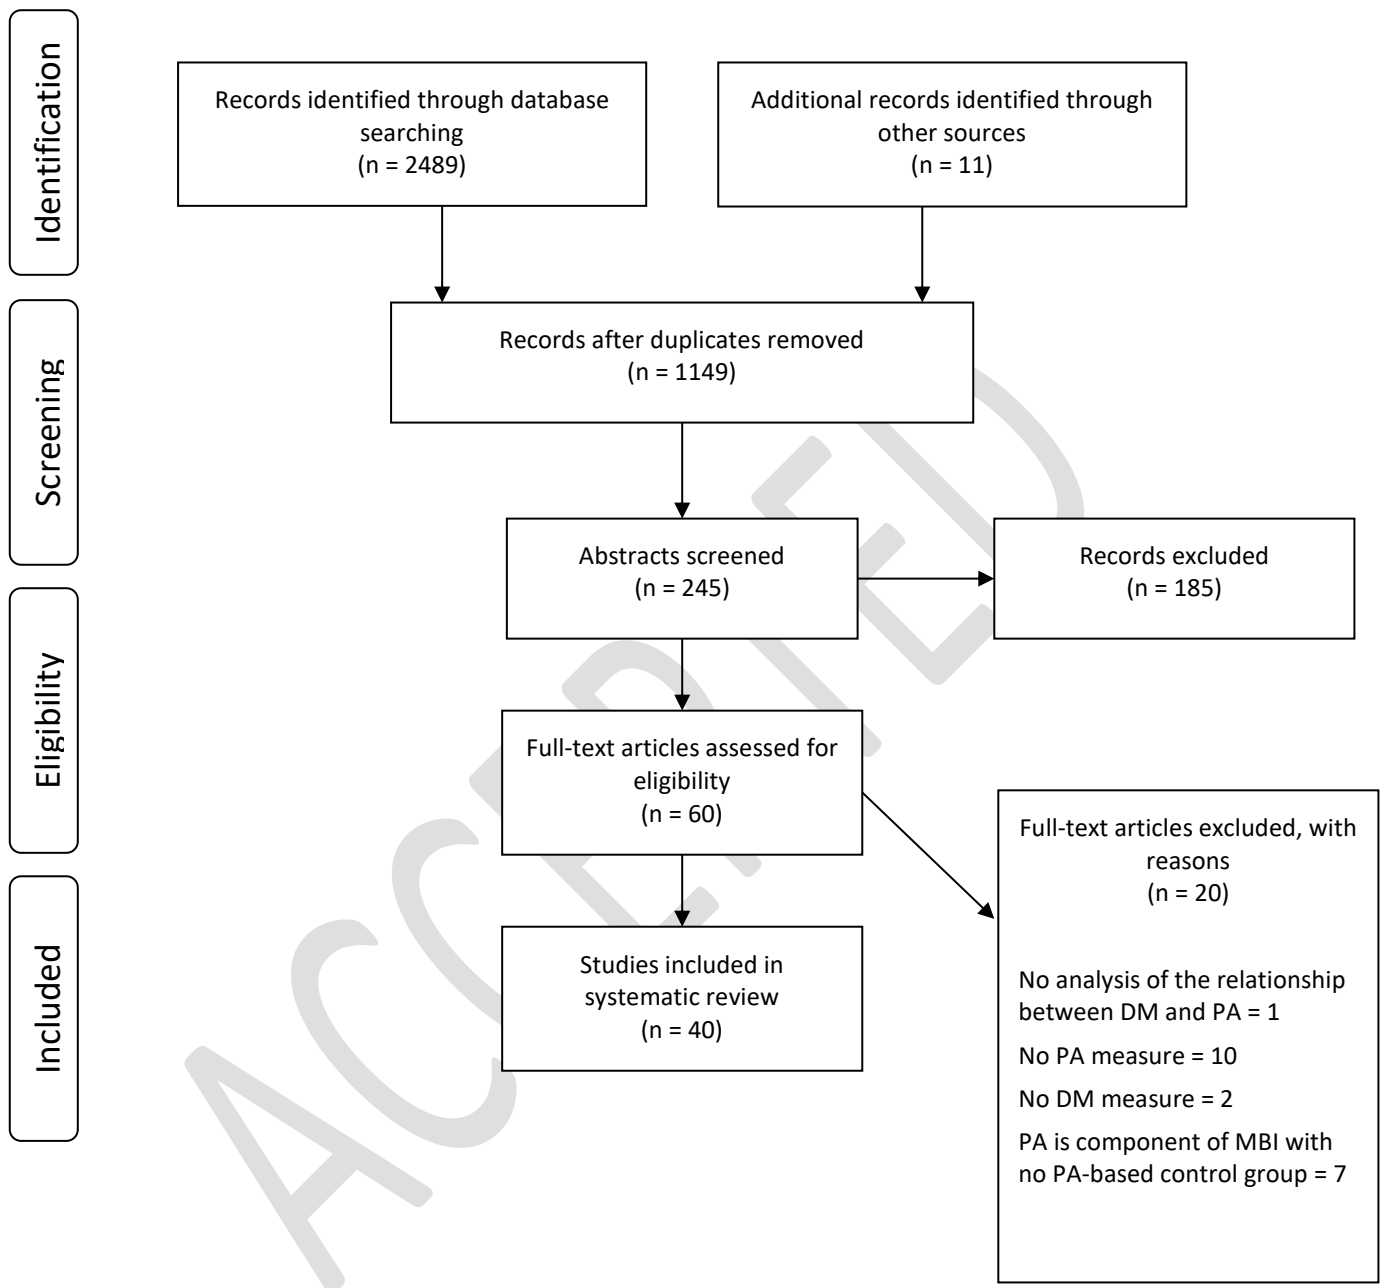 Identification
Records identified through database
searching
(n = 2489)
Additional records identified through
other sources
(n = 11)
Screening
Records after duplicates removed
(n = 1149)
Abstracts screened
(n = 245)
Records excluded
(n = 185)
Eligibility
Full-text articles assessed for
eligibility
(n = 60)
Full-text articles excluded, with
reasons
(n = 20)
No analysis of the relationship
between DM and PA = 1
No PA measure = 10
No DM measure = 2
PA is component of MBI with
no PA-based control group = 7
Included
Studies included in
systematic review
(n = 40)
ACCEPTED